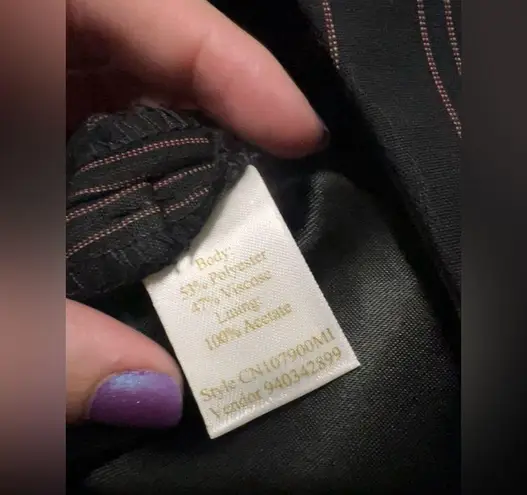 Body:
53% Polyester
47% Viscose
Lining:
100% Acetate
Style CN107900MI
Vendor 940342899